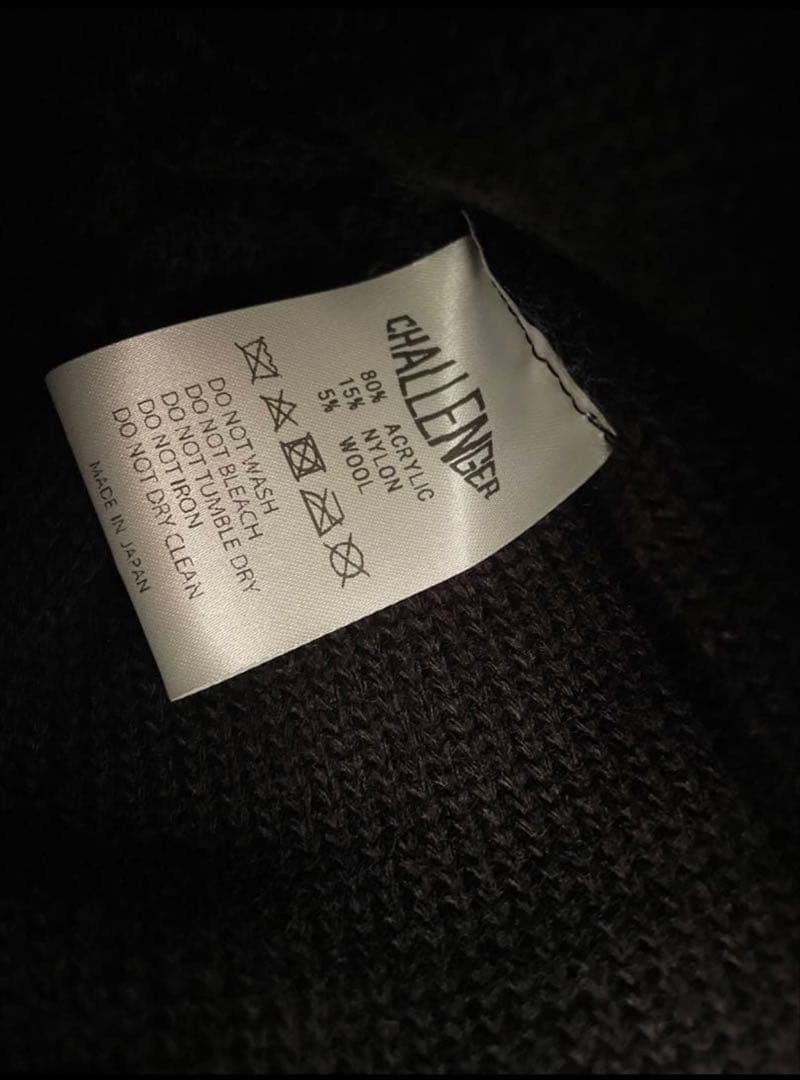 CHALLENGER
80% ACRYLIC
15% NYLON
5% WOOL
DO NOT WASH
DO NOT BLEACH
DO NOT TUMBLE DRY
DO NOT IRON
DO NOT DRY CLEAN
MADE IN JAPAN